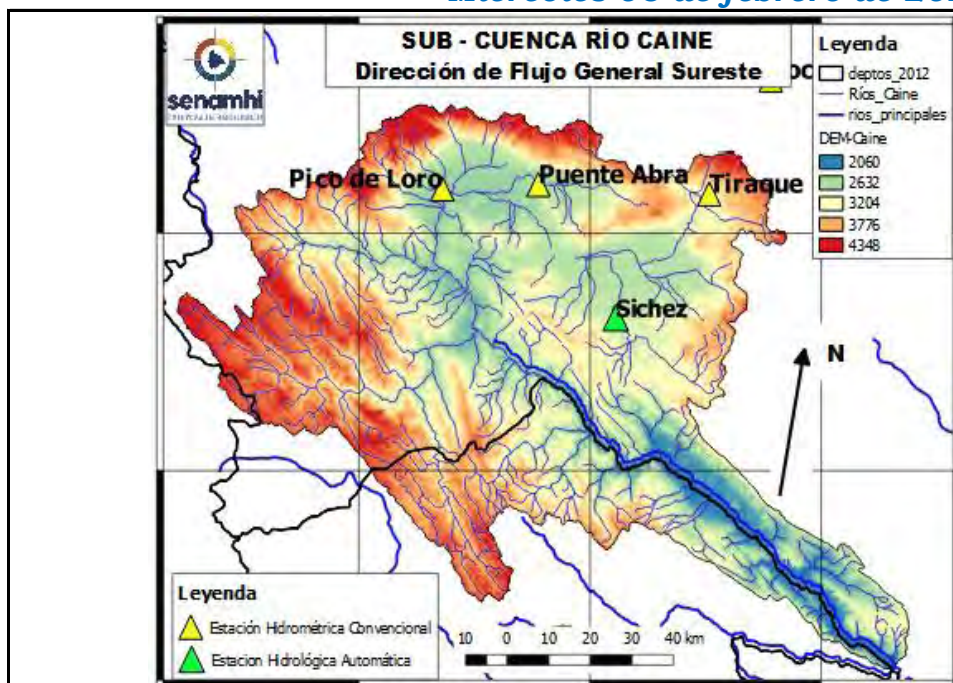 SUB - CUENCA RÍO CAINE
Dirección de Flujo General Sureste
senamhi
Leyenda
deptos_2012
Ríos_Caine
rios_principales
DEM-Caine
2060
2632
3204
3776
4348
Pico de Loro
Puente Abra
Tiraque
Sichez
N
Leyenda
Estación Hidrométrica Convencional
Estacion Hidrológica Automática
10 0 10 20 30 40 km